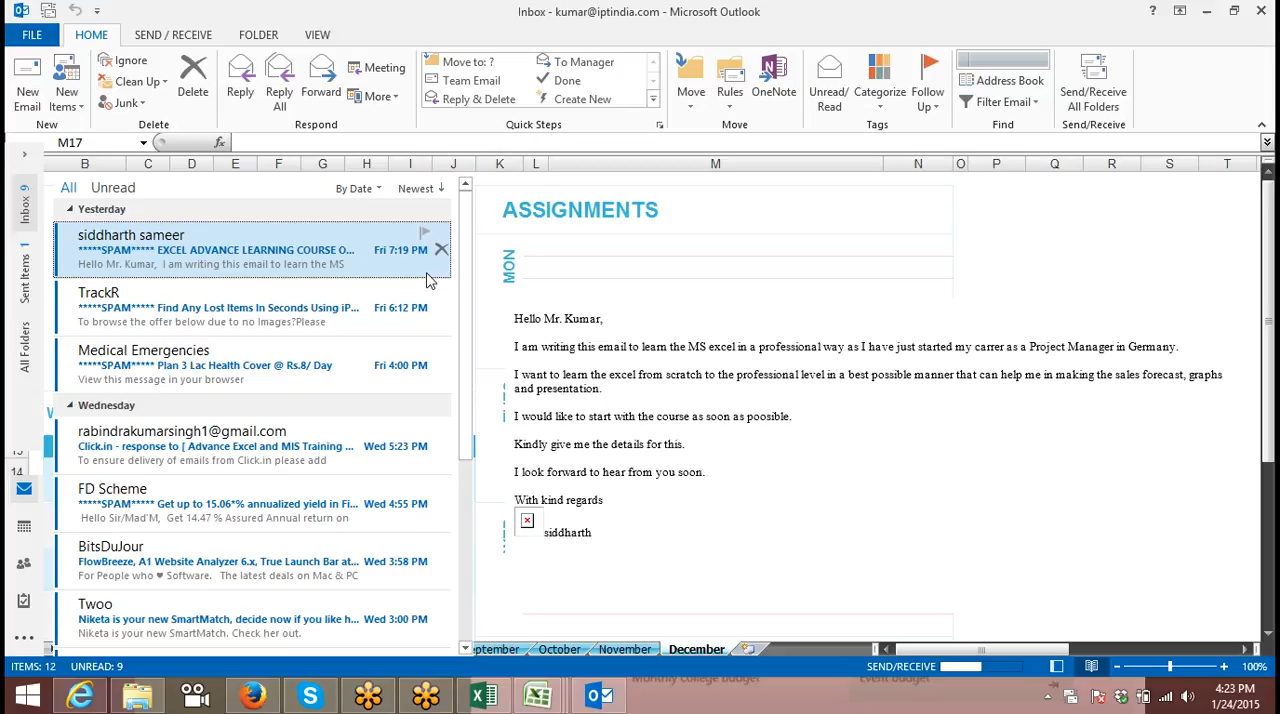 Inbox - kumar@iptindia.com - Microsoft Outlook
FILE HOME SEND / RECEIVE FOLDER VIEW
Ignore
Clean Up
Junk
Delete
New Email
New Items
Reply
Reply All
Forward
Meeting
More
Move to: ?
Team Email
Reply & Delete
To Manager
Done
Create New
Move
Rules
OneNote
Unread/ Read
Categorize
Follow Up
Address Book
Filter Email
Send/Receive All Folders
New Delete Respond Quick Steps Move Tags Find Send/Receive
M17 fx
B C D E F G H I J K L M N O P Q R S T
All Unread By Date Newest
Yesterday
siddharth sameer
*****SPAM***** EXCEL ADVANCE LEARNING COURSE O... Fri 7:19 PM
Hello Mr. Kumar, I am writing this email to learn the MS
TrackR
*****SPAM***** Find Any Lost Items In Seconds Using iP... Fri 6:12 PM
To browse the offer below due to no Images?Please
Medical Emergencies
*****SPAM***** Plan 3 Lac Health Cover @ Rs.8/ Day Fri 4:00 PM
View this message in your browser
Wednesday
rabindrakumarsingh1@gmail.com
Click.in - response to [ Advance Excel and MIS Training ... Wed 5:23 PM
To ensure delivery of emails from Click.in please add
FD Scheme
*****SPAM***** Get up to 15.06*% annualized yield in Fi... Wed 4:55 PM
Hello Sir/Mad'M, Get 14.47 % Assured Annual return on
BitsDuJour
FlowBreeze, A1 Website Analyzer 6.x, True Launch Bar at... Wed 3:58 PM
For People who ♥ Software. The latest deals on Mac & PC
Twoo
Niketa is your new SmartMatch, decide now if you like h... Wed 3:00 PM
Niketa is your new SmartMatch. Check her out.
Inbox 9
Sent Items 1
All Folders
14
ASSIGNMENTS
MON
Hello Mr. Kumar,
I am writing this email to learn the MS excel in a professional way as I have just started my carrer as a Project Manager in Germany.
I want to learn the excel from scratch to the professional level in a best possible manner that can help me in making the sales forecast, graphs
and presentation.
I would like to start with the course as soon as poosible.
Kindly give me the details for this.
I look forward to hear from you soon.
With kind regards
siddharth
eptember October November December
ITEMS: 12 UNREAD: 9 SEND/RECEIVE 100%
Monthly college budget Event budget
4:23 PM
1/24/2015